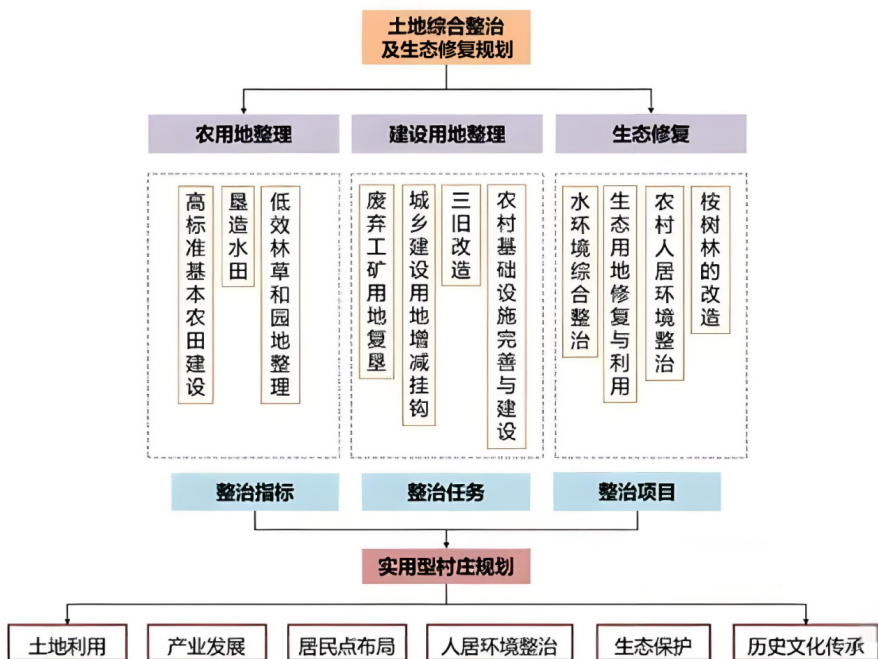 土地综合整治
及生态修复规划
农用地整理
建设用地整理
生态修复
高标准基本农田建设
垦造水田
低效林草和园地整理
废弃工矿用地复垦
城乡建设用地增减挂钩
三旧改造
农村基础设施完善与建设
水环境综合整治
生态用地修复与利用
农村人居环境整治
桉树林的改造
整治指标
整治任务
整治项目
实用型村庄规划
土地利用
产业发展
居民点布局
人居环境整治
生态保护
历史文化传承